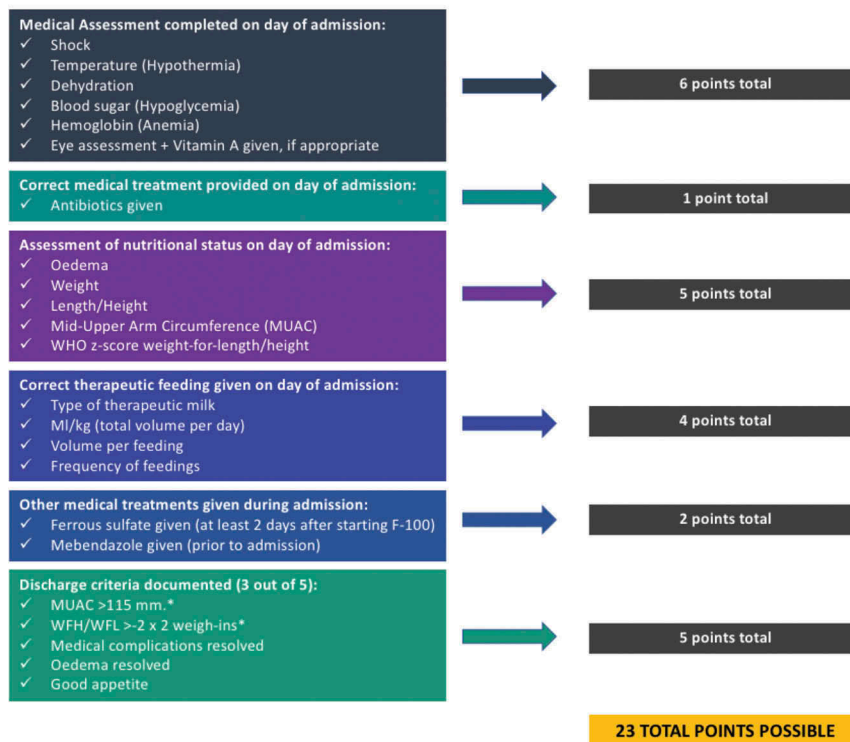 Medical Assessment completed on day of admission:
✓ Shock
✓ Temperature (Hypothermia)
✓ Dehydration
✓ Blood sugar (Hypoglycemia)
✓ Hemoglobin (Anemia)
✓ Eye assessment + Vitamin A given, if appropriate
6 points total
Correct medical treatment provided on day of admission:
✓ Antibiotics given
1 point total
Assessment of nutritional status on day of admission:
✓ Oedema
✓ Weight
✓ Length/Height
✓ Mid-Upper Arm Circumference (MUAC)
✓ WHO z-score weight-for-length/height
5 points total
Correct therapeutic feeding given on day of admission:
✓ Type of therapeutic milk
✓ Ml/kg (total volume per day)
✓ Volume per feeding
✓ Frequency of feedings
4 points total
Other medical treatments given during admission:
✓ Ferrous sulfate given (at least 2 days after starting F-100)
✓ Mebendazole given (prior to admission)
2 points total
Discharge criteria documented (3 out of 5):
✓ MUAC >115 mm.*
✓ WFH/WFL >-2 x 2 weigh-ins*
✓ Medical complications resolved
✓ Oedema resolved
✓ Good appetite
5 points total
23 TOTAL POINTS POSSIBLE